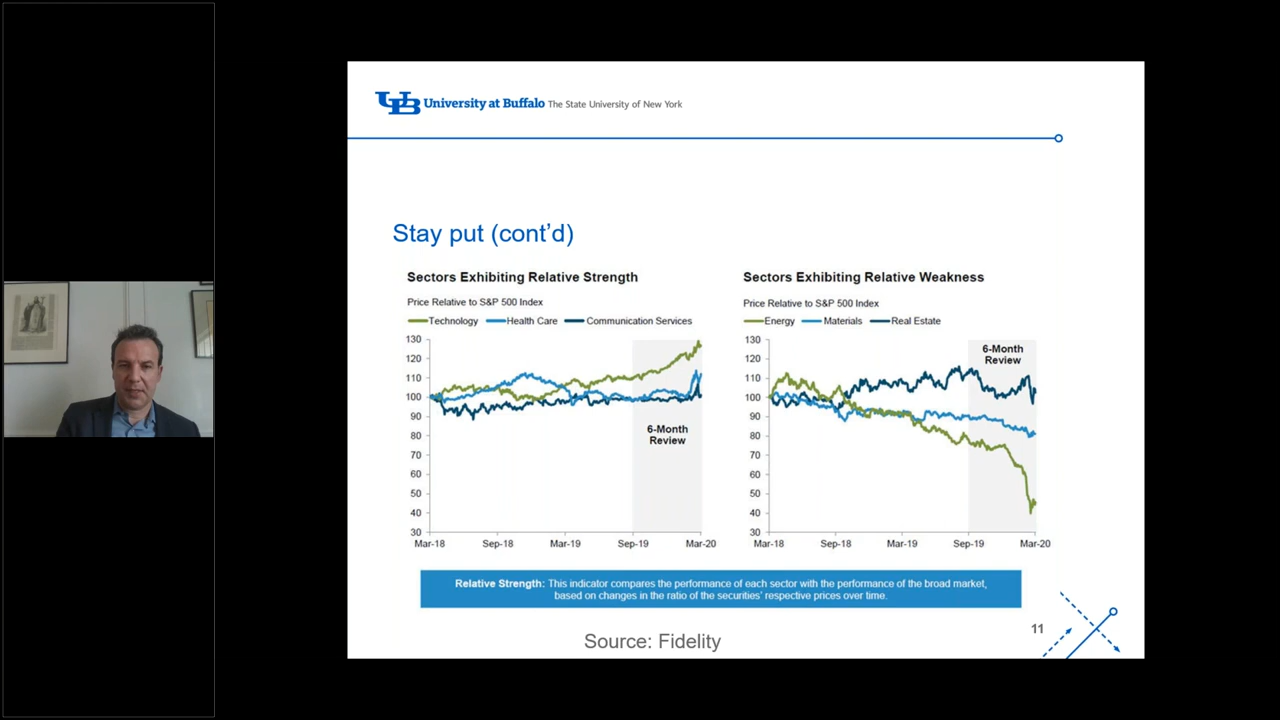 UB University at Buffalo The State University of New York
Stay put (cont’d)
Sectors Exhibiting Relative Strength
Price Relative to S&P 500 Index
Technology Health Care Communication Services
130
120
110
100
90
80
70
60
50
40
30
6-Month
Review
Mar-18 Sep-18 Mar-19 Sep-19 Mar-20
Sectors Exhibiting Relative Weakness
Price Relative to S&P 500 Index
Energy Materials Real Estate
130
120
110
100
90
80
70
60
50
40
30
6-Month
Review
Mar-18 Sep-18 Mar-19 Sep-19 Mar-20
Relative Strength: This indicator compares the performance of each sector with the performance of the broad market,
based on changes in the ratio of the securities' respective prices over time.
11
Source: Fidelity